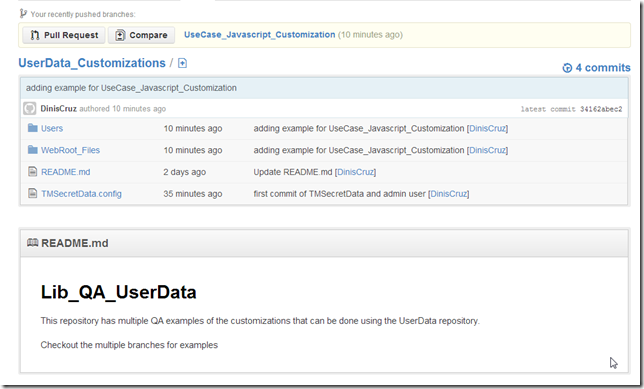 Your recently pushed branches:
Pull Request Compare UseCase_Javascript_Customization (10 minutes ago)
UserData_Customizations / 4 commits
adding example for UseCase_Javascript_Customization
DinisCruz authored 10 minutes ago latest commit 34162abec2
Users 10 minutes ago adding example for UseCase_Javascript_Customization [DinisCruz]
WebRoot_Files 10 minutes ago adding example for UseCase_Javascript_Customization [DinisCruz]
README.md 2 days ago Update README.md [DinisCruz]
TMSecretData.config 35 minutes ago first commit of TMSecretData and admin user [DinisCruz]
README.md
Lib_QA_UserData
This repository has multiple QA examples of the customizations that can be done using the UserData repository.
Checkout the multiple branches for examples